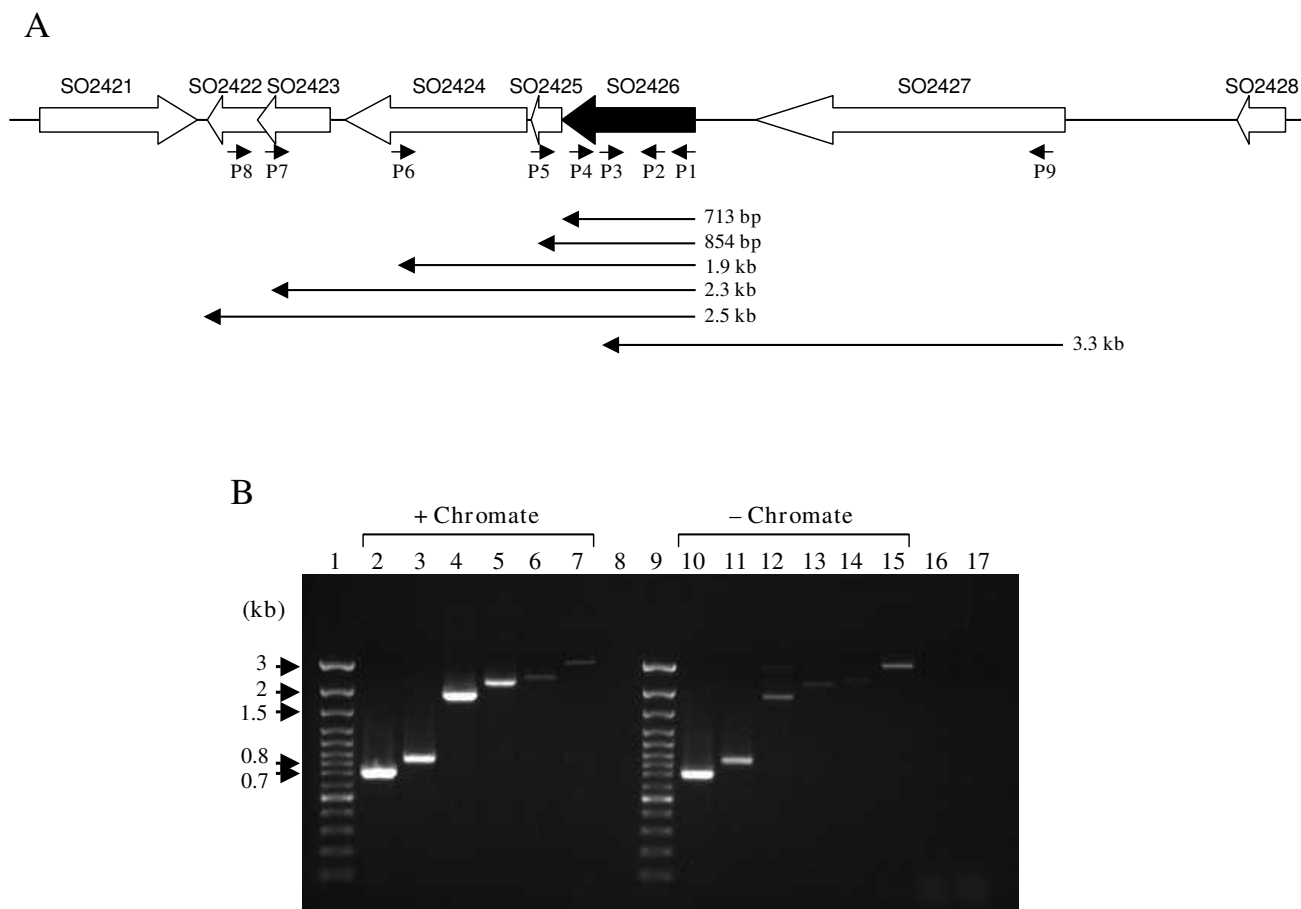 A
SO2421 SO2422 SO2423 SO2424 SO2425 SO2426 SO2427 SO2428
P8 P7 P6 P5 P4 P3 P2 P1 P9
713 bp
854 bp
1.9 kb
2.3 kb
2.5 kb
3.3 kb
B
+ Chromate – Chromate
1 2 3 4 5 6 7 8 9 10 11 12 13 14 15 16 17
(kb)
3
2
1.5
0.8
0.7